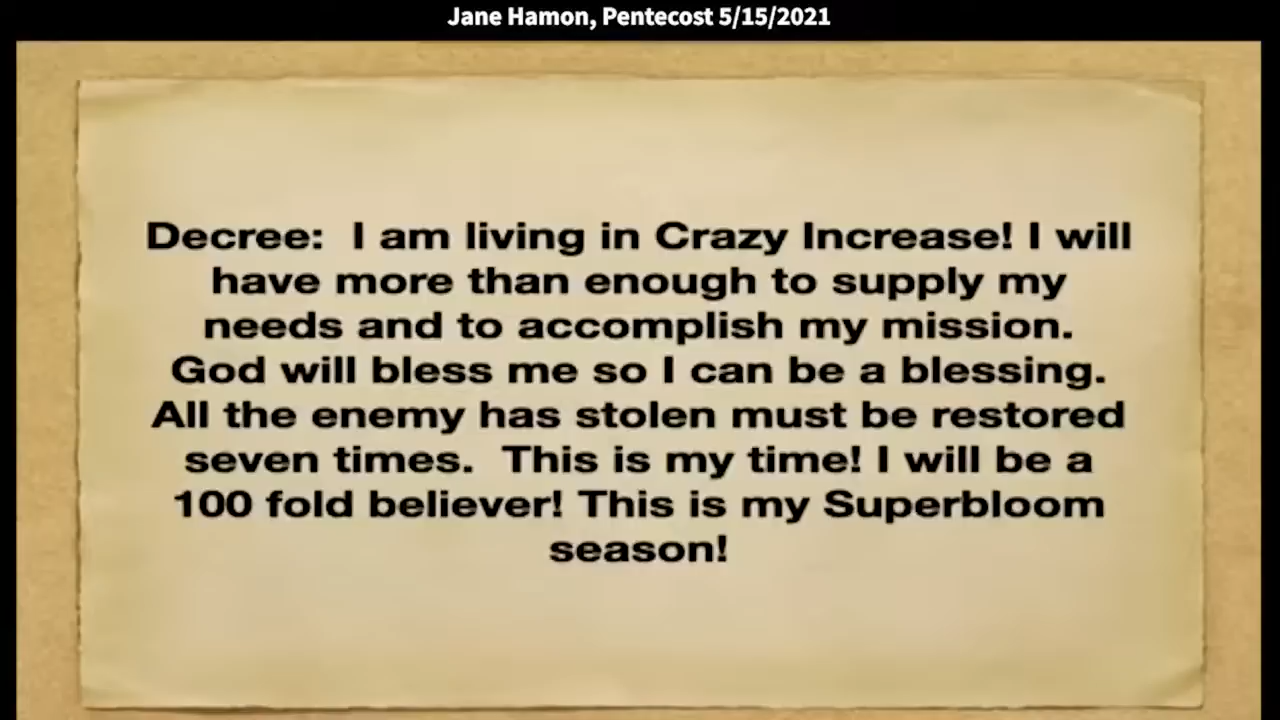 Jane Hamon, Pentecost 5/15/2021
Decree:  I am living in Crazy Increase! I will
have more than enough to supply my
needs and to accomplish my mission.
God will bless me so I can be a blessing.
All the enemy has stolen must be restored
seven times.  This is my time! I will be a
100 fold believer! This is my Superbloom
season!